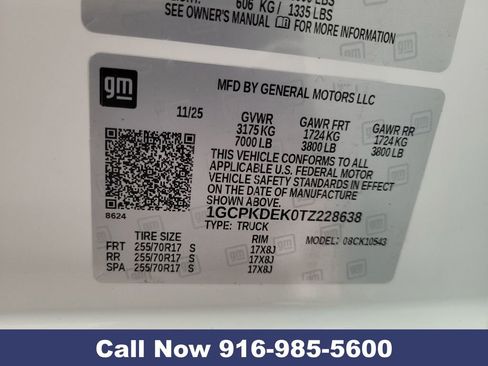 606 KG / 1335 LBS
SEE OWNER'S MANUAL
gm
MFD BY GENERAL MOTORS LLC
11/25 GVWR GAWR FRT GAWR RR
3175 KG 1724 KG 1724 KG
7000 LB 3800 LB 3800 LB
THIS VEHICLE CONFORMS TO ALL
APPLICABLE U.S. FEDERAL MOTOR
VEHICLE SAFETY STANDARDS IN EFFECT
ON THE DATE OF MANUFACTURE
SHOWN ABOVE.
8624 1GCPKDEK0TZ228638
TYPE: TRUCK
TIRE SIZE RIM MODEL: 08CK10543
FRT 255/70R17 S 17X8J
RR 255/70R17 S 17X8J
SPA 255/70R17 S 17X8J
Call Now 916-985-5600